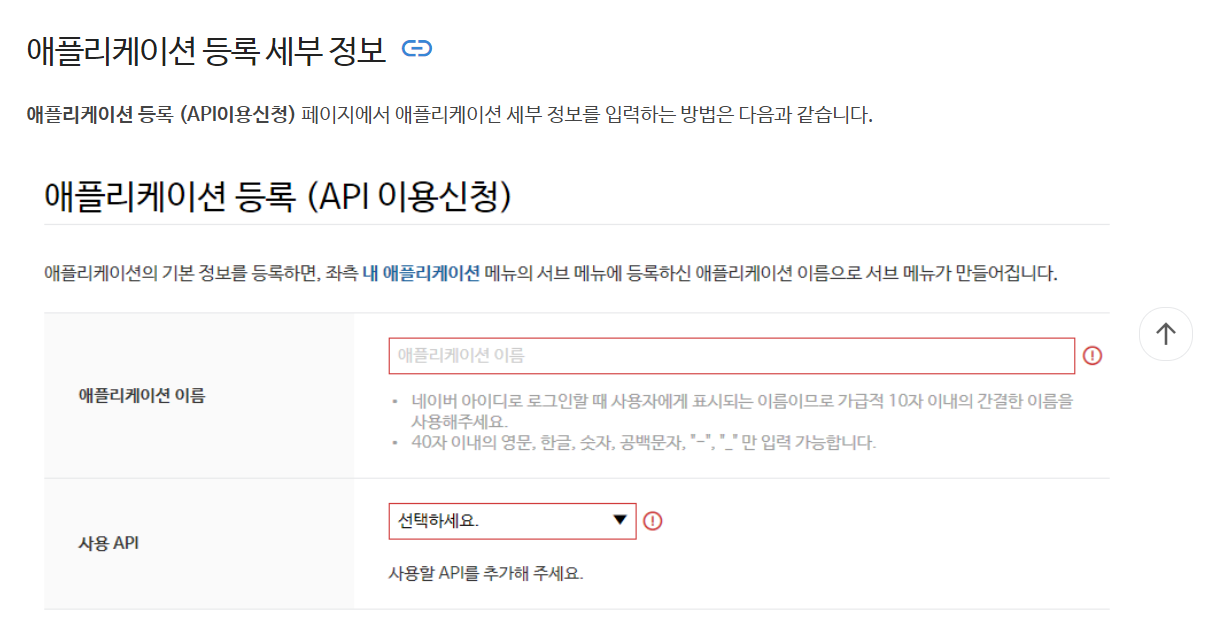 애플리케이션 등록 세부 정보
애플리케이션 등록 (API이용신청) 페이지에서 애플리케이션 세부 정보를 입력하는 방법은 다음과 같습니다.
애플리케이션 등록 (API 이용신청)
애플리케이션의 기본 정보를 등록하면, 좌측 내 애플리케이션 메뉴의 서브 메뉴에 등록하신 애플리케이션 이름으로 서브 메뉴가 만들어집니다.
애플리케이션 이름
애플리케이션 이름
• 네이버 아이디로 로그인할 때 사용자에게 표시되는 이름이므로 가급적 10자 이내의 간결한 이름을
사용해주세요.
• 40자 이내의 영문, 한글, 숫자, 공백문자, "-", "_" 만 입력 가능합니다.
사용 API
선택하세요.
사용할 API를 추가해 주세요.